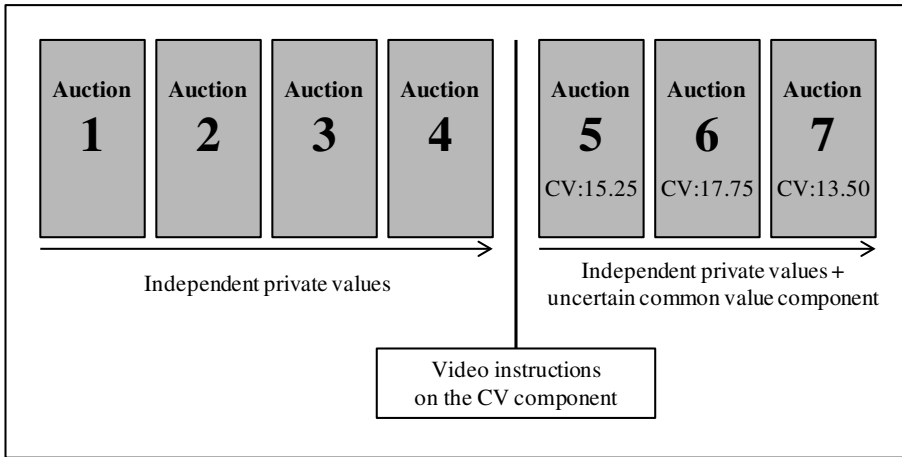 Auction Auction Auction Auction Auction Auction Auction
1 2 3 4 5 6 7
CV:15.25 CV:17.75 CV:13.50
Independent private values
Independent private values +
uncertain common value component
Video instructions
on the CV component